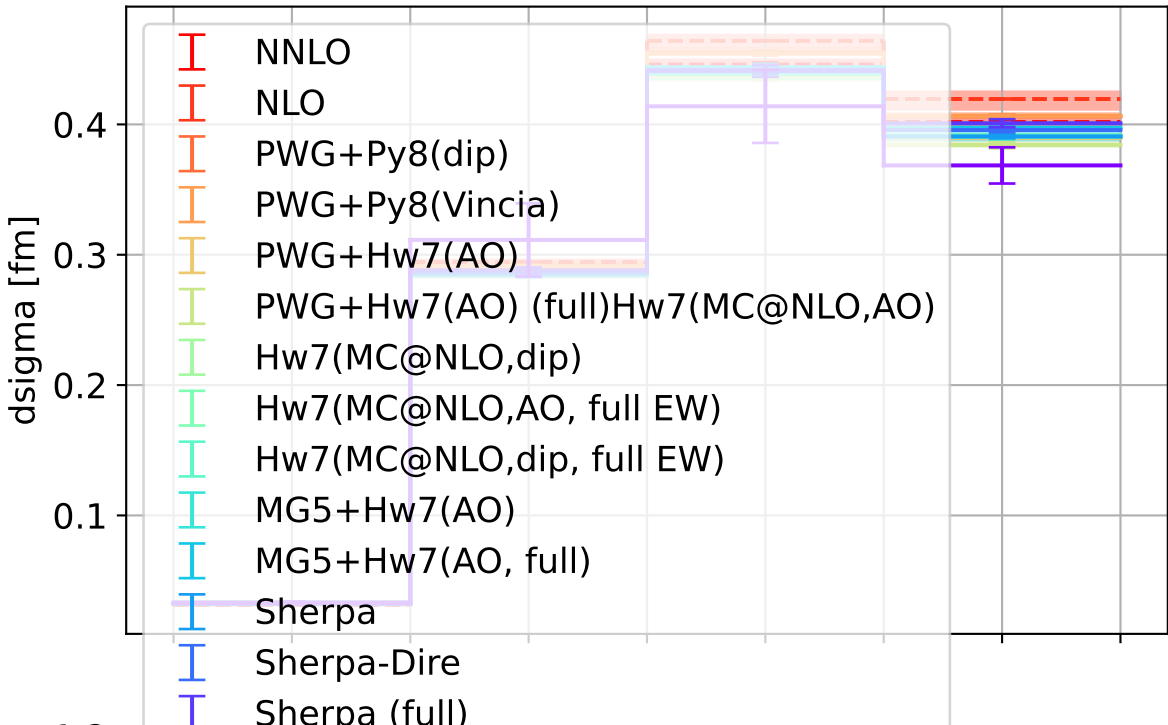 NNLO
NLO
0.4
PWG+Py8(dip)
PWG+Py8(Vincia)
0.3
PWG+Hw7(AO)
PWG+Hw7(AO) (full)Hw7(MC@NLO,AO)
dsigma [fm]
Hw7(MC@NLO,dip)
0.2
Hw7(MC@NLO,AO, full EW)
Hw7(MC@NLO,dip, full EW)
0.1
MG5+Hw7(AO)
MG5+Hw7(AO, full)
Sherpa
Sherpa-Dire
Sherpa (full)